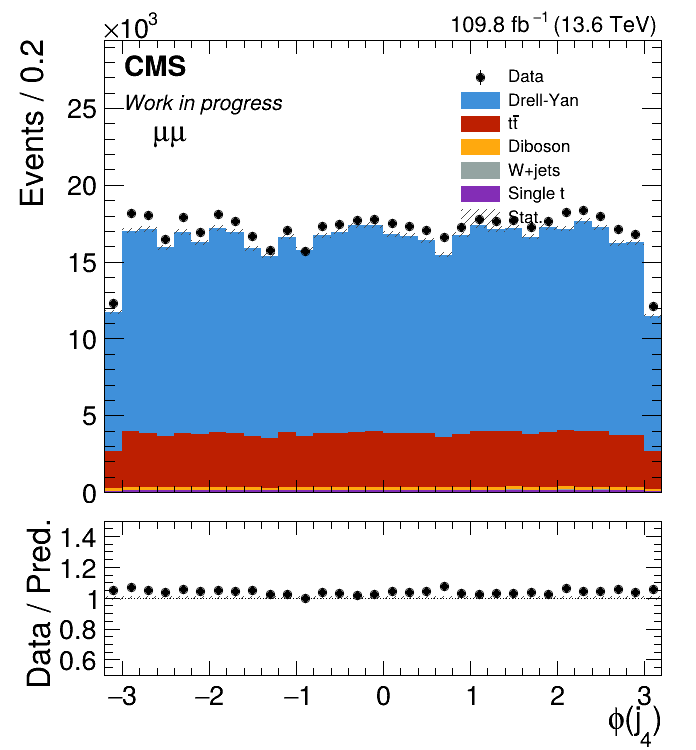 ×10³
109.8 fb⁻¹ (13.6 TeV)
Events / 0.2
CMS
Work in progress
μμ
Data
Drell-Yan
tt̅
Diboson
W+jets
Single t
Stat.
25
20
15
10
5
0
Data / Pred.
1.4
1.2
1
0.8
0.6
−3 −2 −1 0 1 2 3
ϕ(j₄)